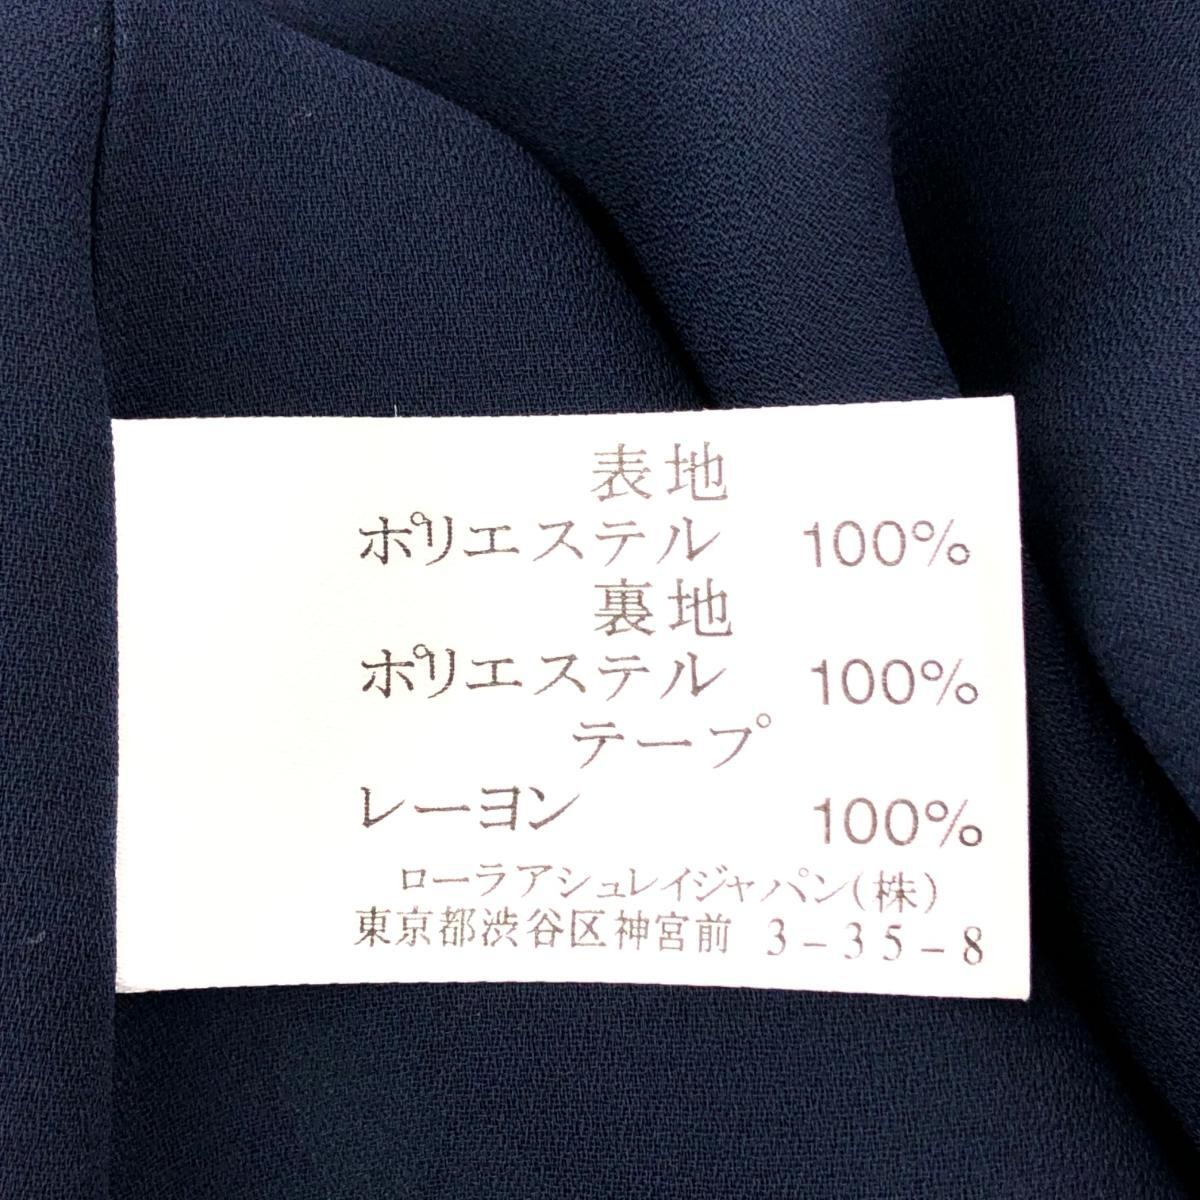 表地
ポリエステル 100%
裏地
ポリエステル 100%
テープ
レーヨン 100%
ローラアシュレイジャパン(株)
東京都渋谷区神宮前 3-35-8